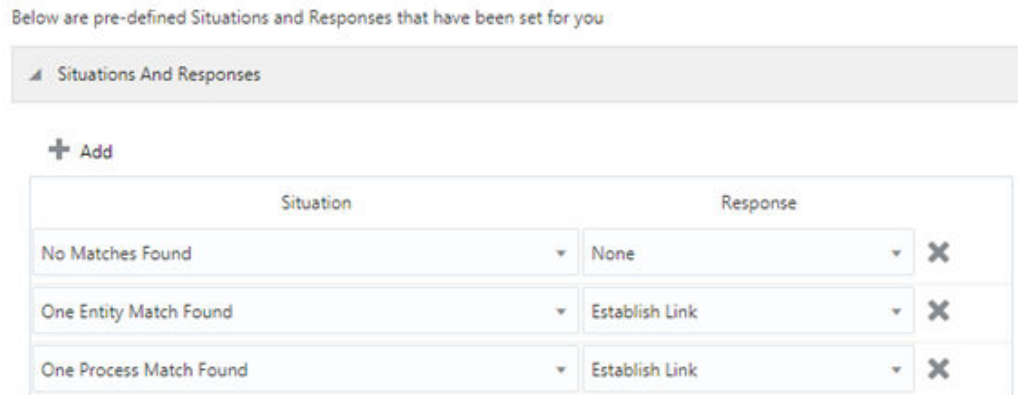 Below are pre-defined Situations and Responses that have been set for you
Situations And Responses
Add
Situation Response
No Matches Found None
One Entity Match Found Establish Link
One Process Match Found Establish Link